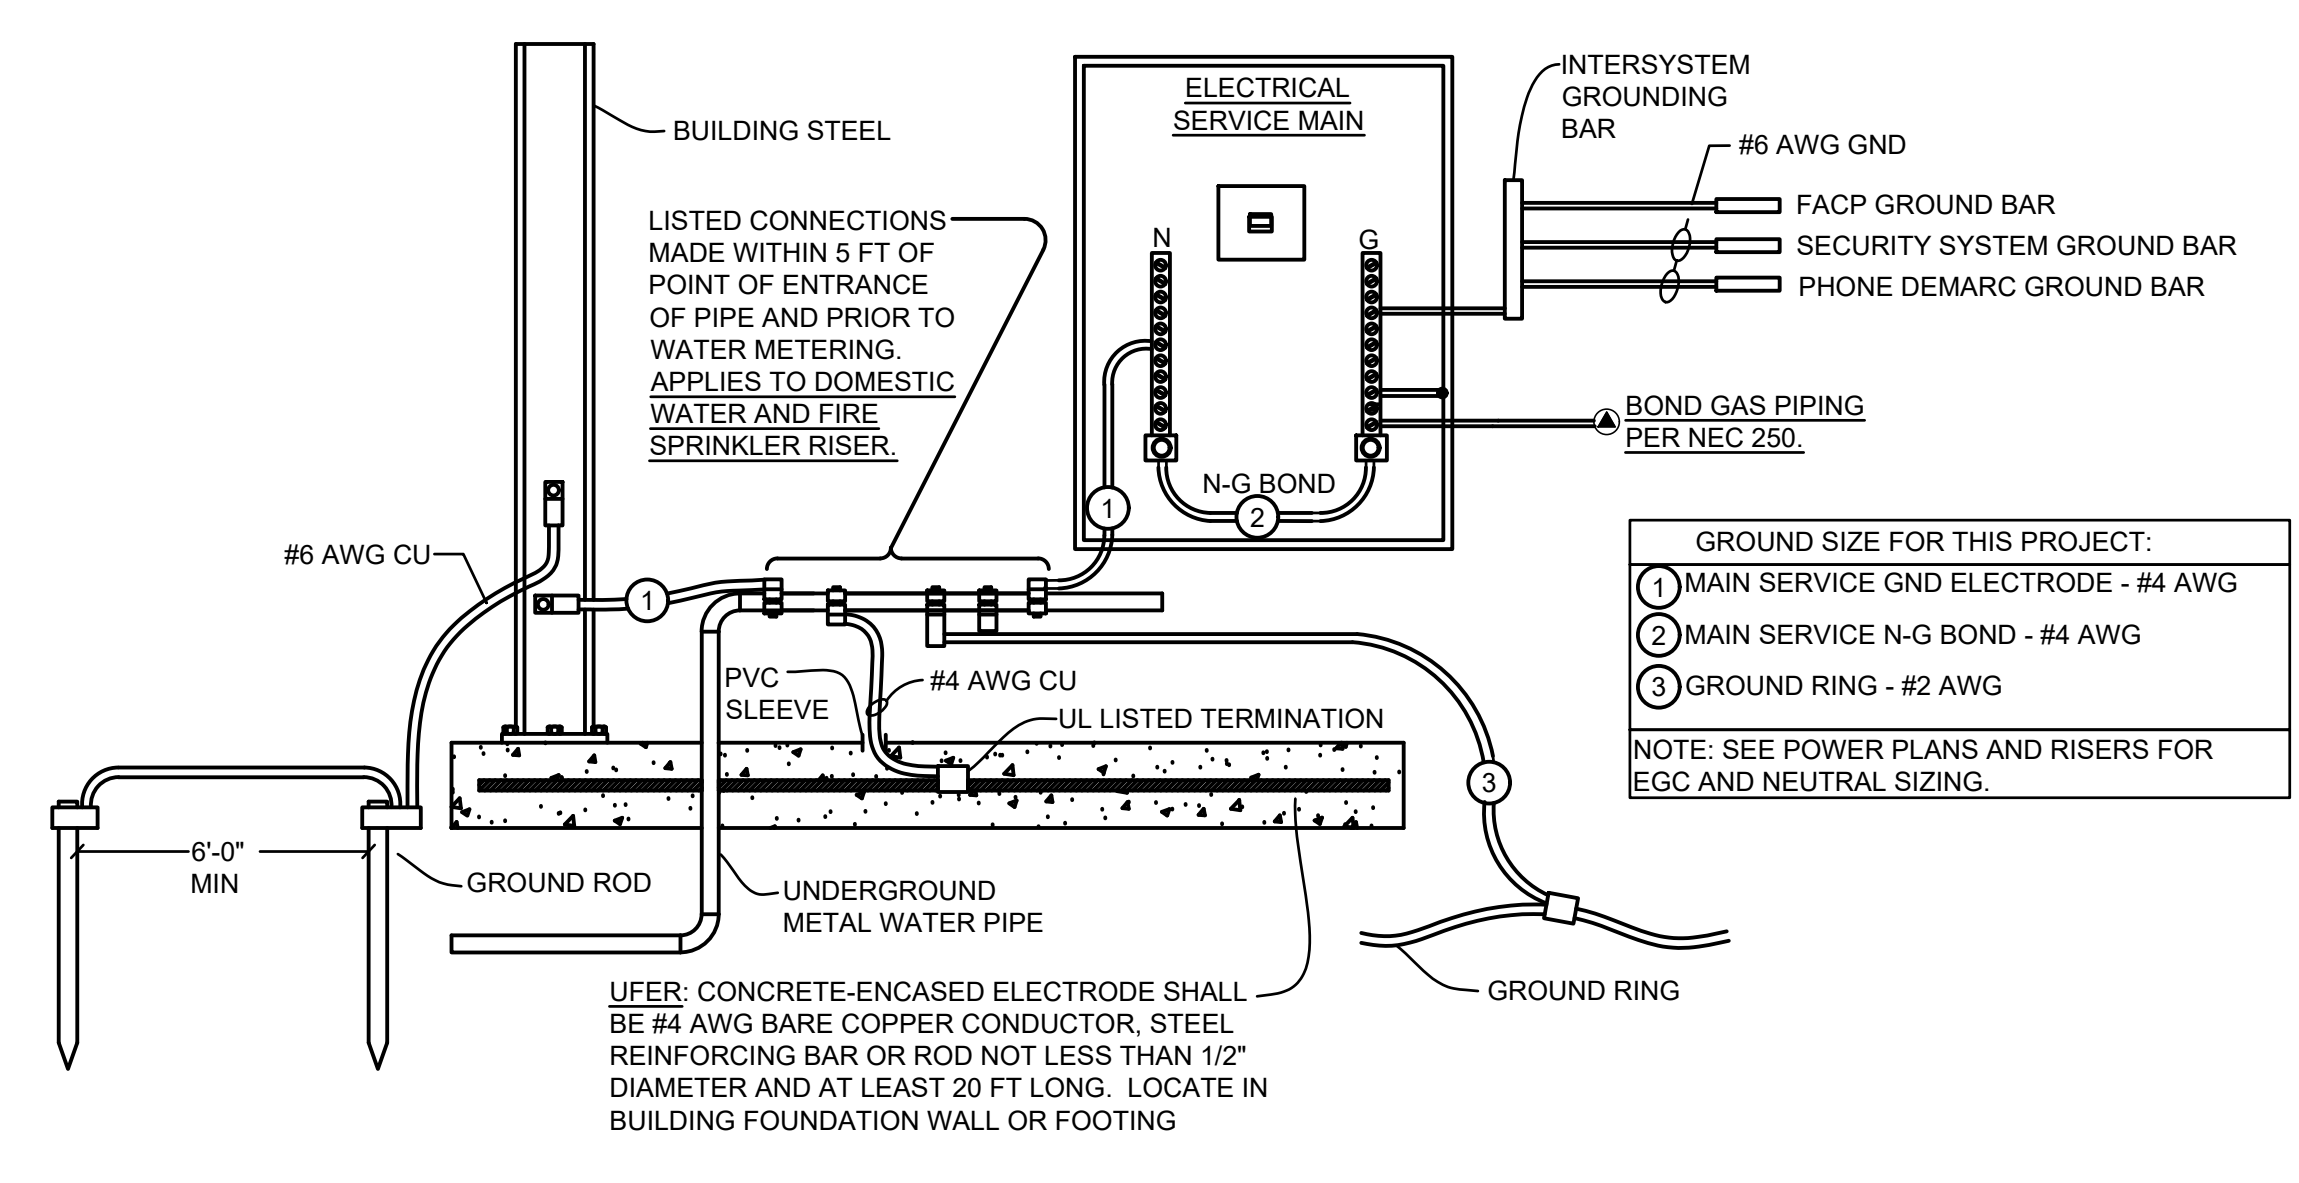 BUILDING STEEL
LISTED CONNECTIONS
MADE WITHIN 5 FT OF
POINT OF ENTRANCE
OF PIPE AND PRIOR TO
WATER METERING.
APPLIES TO DOMESTIC
WATER AND FIRE
SPRINKLER RISER.
ELECTRICAL
SERVICE MAIN
N
G
N-G BOND
1
2
INTERSYSTEM
GROUNDING
BAR
#6 AWG GND
FACP GROUND BAR
SECURITY SYSTEM GROUND BAR
PHONE DEMARC GROUND BAR
BOND GAS PIPING
PER NEC 250.
GROUND SIZE FOR THIS PROJECT:
1 MAIN SERVICE GND ELECTRODE - #4 AWG
2 MAIN SERVICE N-G BOND - #4 AWG
3 GROUND RING - #2 AWG
NOTE: SEE POWER PLANS AND RISERS FOR
EGC AND NEUTRAL SIZING.
#6 AWG CU
1
PVC
SLEEVE
#4 AWG CU
UL LISTED TERMINATION
3
6'-0"
MIN
GROUND ROD
UNDERGROUND
METAL WATER PIPE
GROUND RING
UFER: CONCRETE-ENCASED ELECTRODE SHALL
BE #4 AWG BARE COPPER CONDUCTOR, STEEL
REINFORCING BAR OR ROD NOT LESS THAN 1/2"
DIAMETER AND AT LEAST 20 FT LONG.  LOCATE IN
BUILDING FOUNDATION WALL OR FOOTING